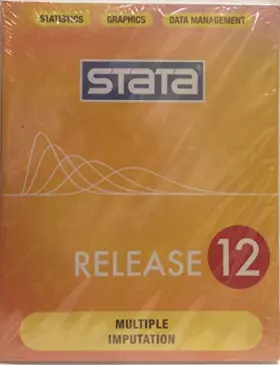 STATISTICS GRAPHICS DATA MANAGEMENT
STATA
RELEASE 12
MULTIPLE
IMPUTATION